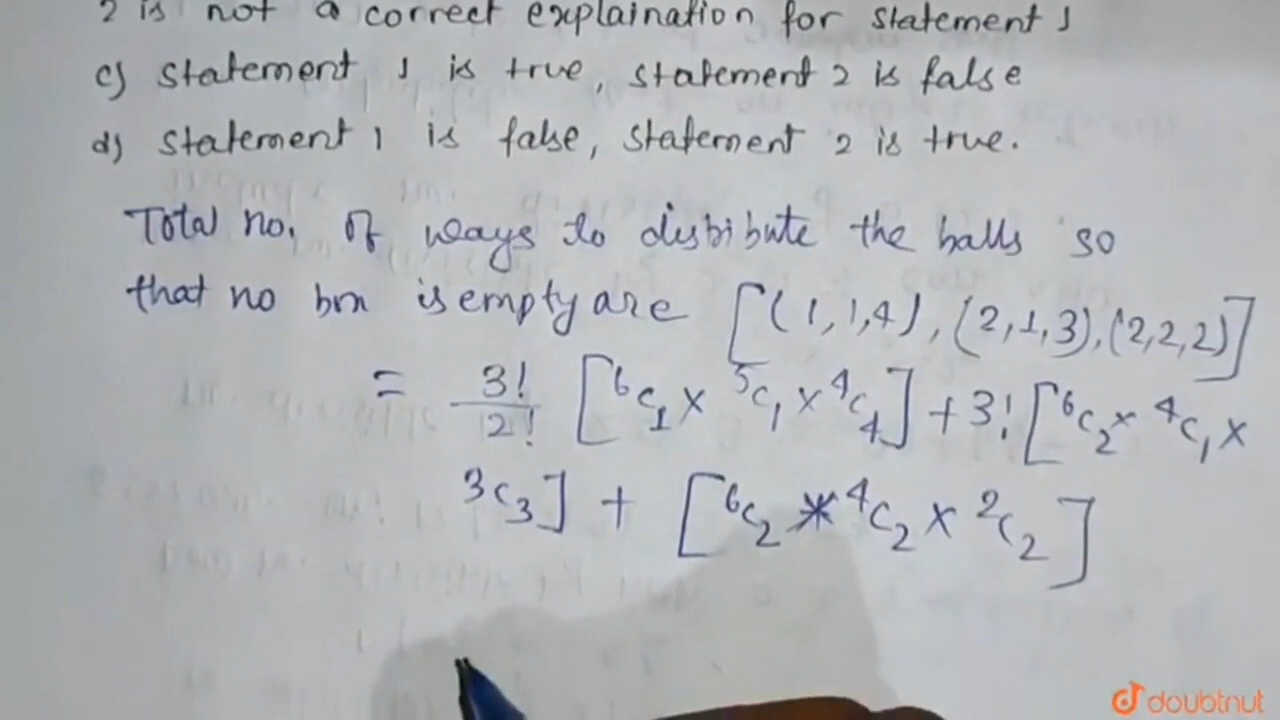 2 is not a correct explaination for statement 1
c) statement 1 is true, statement 2 is false
d) statement 1 is false, statement 2 is true.
Total no. of ways to distribute the balls so
that no box is empty are [(1,1,4), (2,1,3), (2,2,2)]
= 3!/2! [⁶C₁ × ⁵C₁ × ⁴C₄] + 3! [⁶C₂ × ⁴C₁ ×
³C₃] + [⁶C₂ × ⁴C₂ × ²C₂]
doubtnut